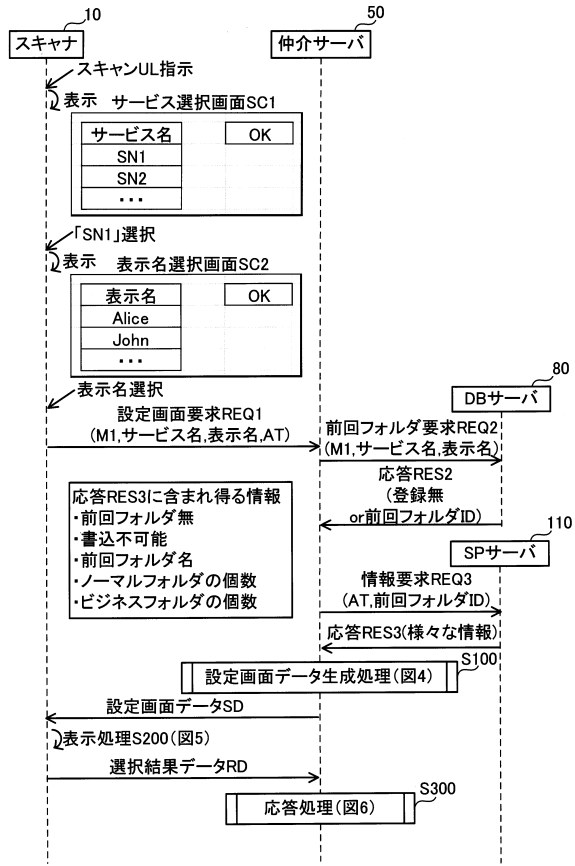 10
50
スキャナ
仲介サーバ
スキャンUL指示
表示
サービス選択画面SC1
サービス名
OK
SN1
SN2
・・・
「SN1」選択
表示
表示名選択画面SC2
表示名
OK
Alice
John
・・・
表示名選択
80
DBサーバ
設定画面要求REQ1
(M1,サービス名,表示名,AT)
前回フォルダ要求REQ2
(M1,サービス名,表示名)
応答RES2
(登録無
or前回フォルダID)
応答RES3に含まれ得る情報
・前回フォルダ無
・書込不可能
・前回フォルダ名
・ノーマルフォルダの個数
・ビジネスフォルダの個数
110
SPサーバ
情報要求REQ3
(AT,前回フォルダID)
応答RES3(様々な情報)
S100
設定画面データ生成処理(図4)
設定画面データSD
表示処理S200(図5)
選択結果データRD
S300
応答処理(図6)